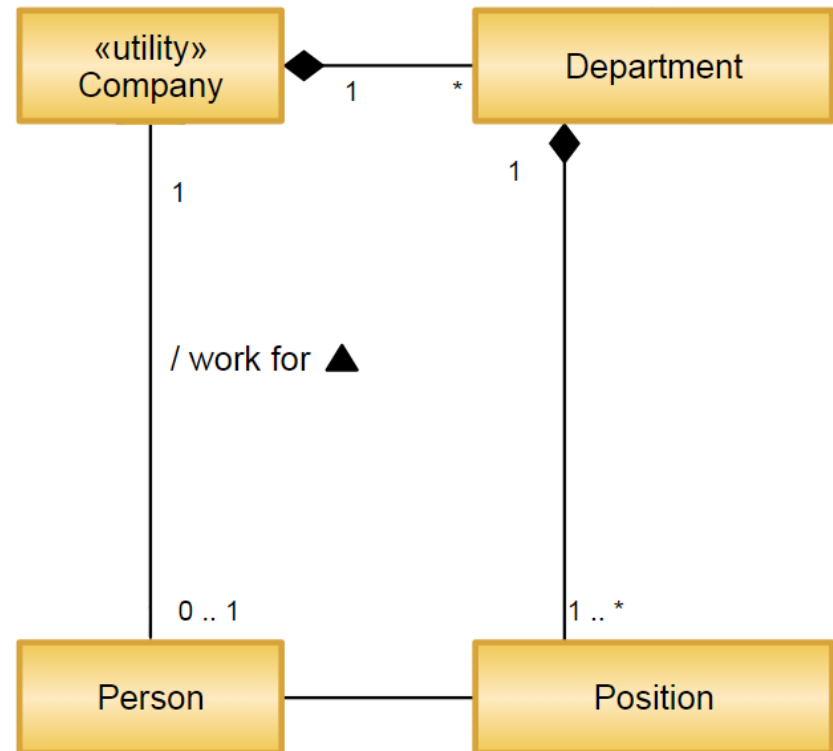 «utility»
Company
Department
1
*
1
1
/ work for ▲
0 .. 1
1 .. *
Person
Position